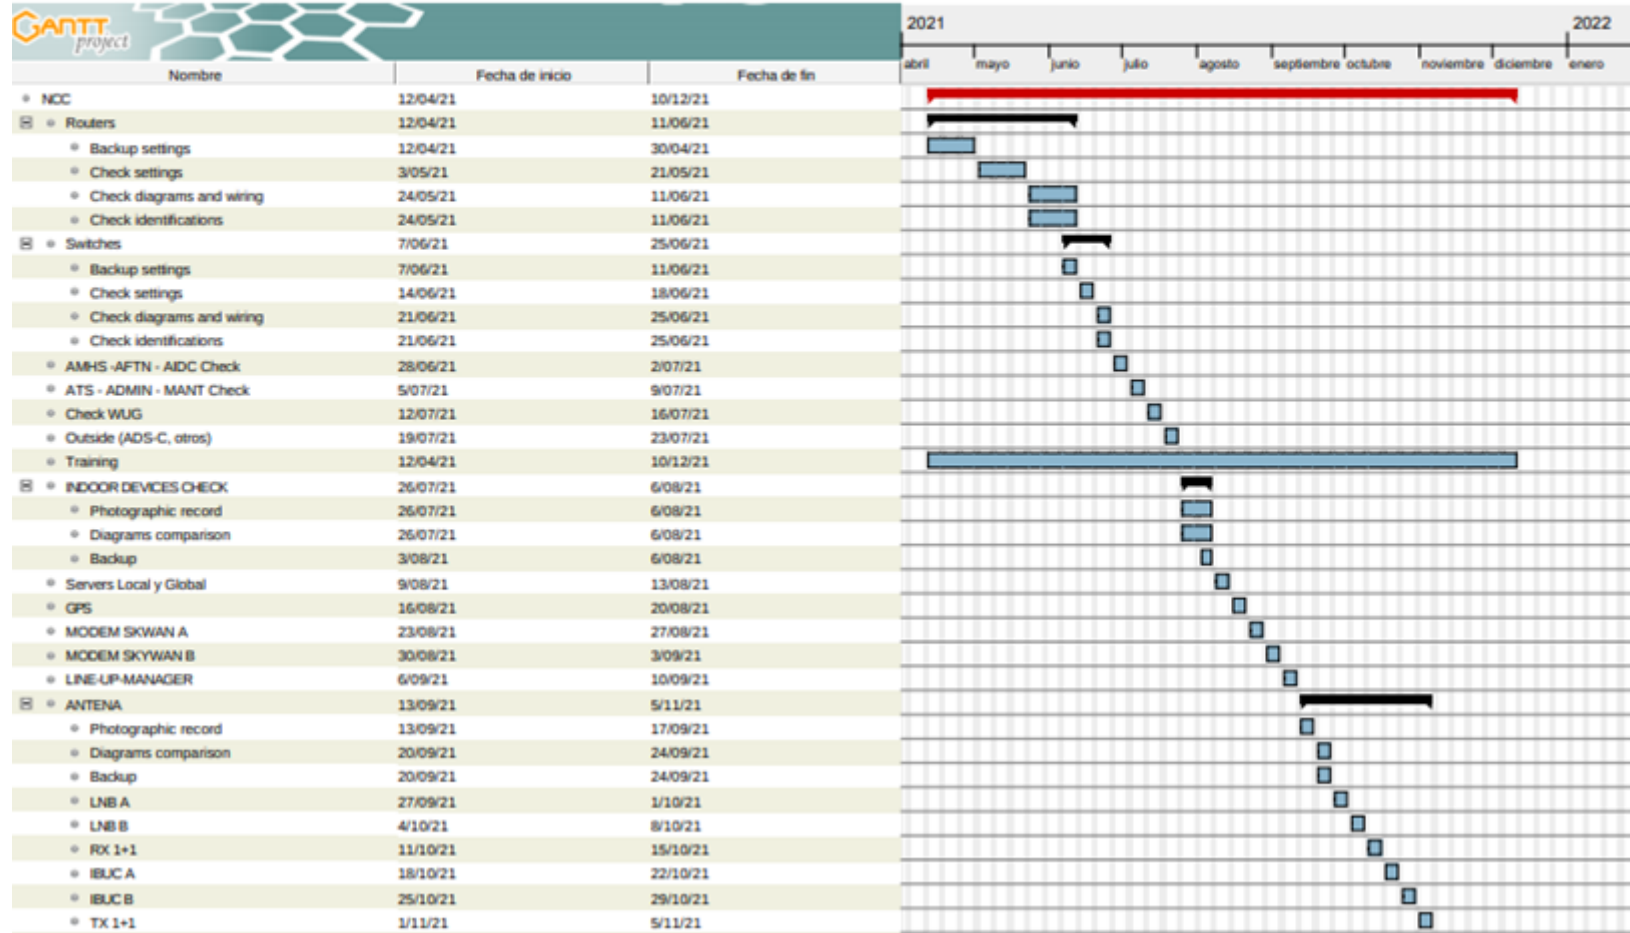 GANTT project
2021 2022
Nombre Fecha de inicio Fecha de fin abril mayo junio julio agosto septiembre octubre noviembre diciembre enero
NCC 12/04/21 10/12/21
Routers 12/04/21 11/06/21
Backup settings 12/04/21 30/04/21
Check settings 3/05/21 21/05/21
Check diagrams and wiring 24/05/21 11/06/21
Check identifications 24/05/21 11/06/21
Switches 7/06/21 25/06/21
Backup settings 7/06/21 11/06/21
Check settings 14/06/21 18/06/21
Check diagrams and wiring 21/06/21 25/06/21
Check identifications 21/06/21 25/06/21
AMHS -AFTN - AIDC Check 28/06/21 2/07/21
ATS - ADMIN - MANT Check 5/07/21 9/07/21
Check WUG 12/07/21 16/07/21
Outside (ADS-C, otros) 19/07/21 23/07/21
Training 12/04/21 10/12/21
INDOOR DEVICES CHECK 26/07/21 6/08/21
Photographic record 26/07/21 6/08/21
Diagrams comparison 26/07/21 6/08/21
Backup 3/08/21 6/08/21
Servers Local y Global 9/08/21 13/08/21
GPS 16/08/21 20/08/21
MODEM SKWAN A 23/08/21 27/08/21
MODEM SKYWAN B 30/08/21 3/09/21
LINE-UP-MANAGER 6/09/21 10/09/21
ANTENA 13/09/21 5/11/21
Photographic record 13/09/21 17/09/21
Diagrams comparison 20/09/21 24/09/21
Backup 20/09/21 24/09/21
LNB A 27/09/21 1/10/21
LNB B 4/10/21 8/10/21
RX 1+1 11/10/21 15/10/21
IBUC A 18/10/21 22/10/21
IBUC B 25/10/21 29/10/21
TX 1+1 1/11/21 5/11/21